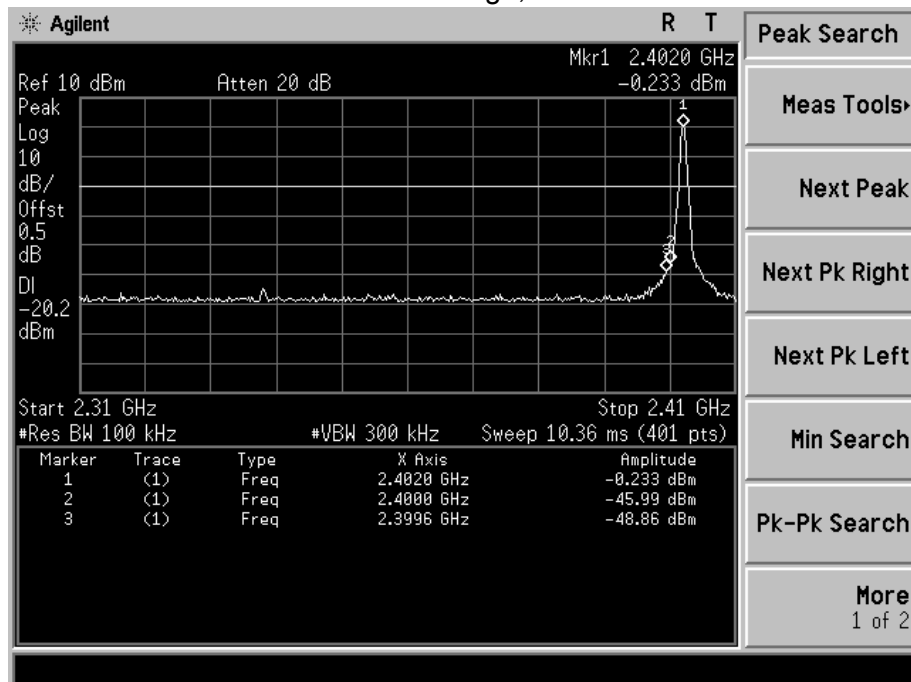 Agilent R T
Mkr1 2.4020 GHz
Ref 10 dBm Atten 20 dB -0.233 dBm
Peak
Log
10
dB/
Offst
0.5
dB
DI
-20.2
dBm
1
2
3
Start 2.31 GHz Stop 2.41 GHz
#Res BW 100 kHz #VBW 300 kHz Sweep 10.36 ms (401 pts)
Marker Trace Type X Axis Amplitude
1 (1) Freq 2.4020 GHz -0.233 dBm
2 (1) Freq 2.4000 GHz -45.99 dBm
3 (1) Freq 2.3996 GHz -48.86 dBm
Peak Search
Meas Tools
Next Peak
Next Pk Right
Next Pk Left
Min Search
Pk-Pk Search
More
1 of 2